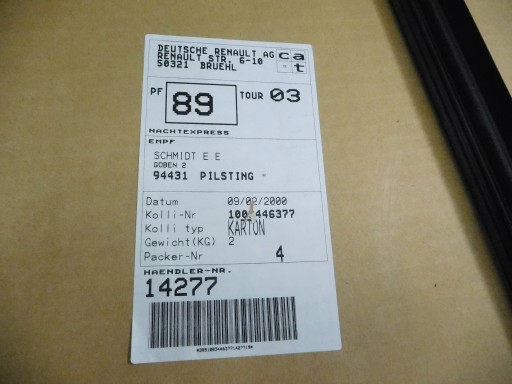 DEUTSCHE RENAULT AG
RENAULT STR. 6-10
50321 BRUEHL
ca
-t
PF 89 TOUR 03
NACHTEXPRESS
EMPF
SCHMIDT E E
GOBEN 2
94431 PILSTING -
Datum 09/02/2000
Kolli-Nr 100 446377
Kolli typ KARTON
Gewicht(KG) 2
Packer-Nr 4
HAENDLER-NR.
14277